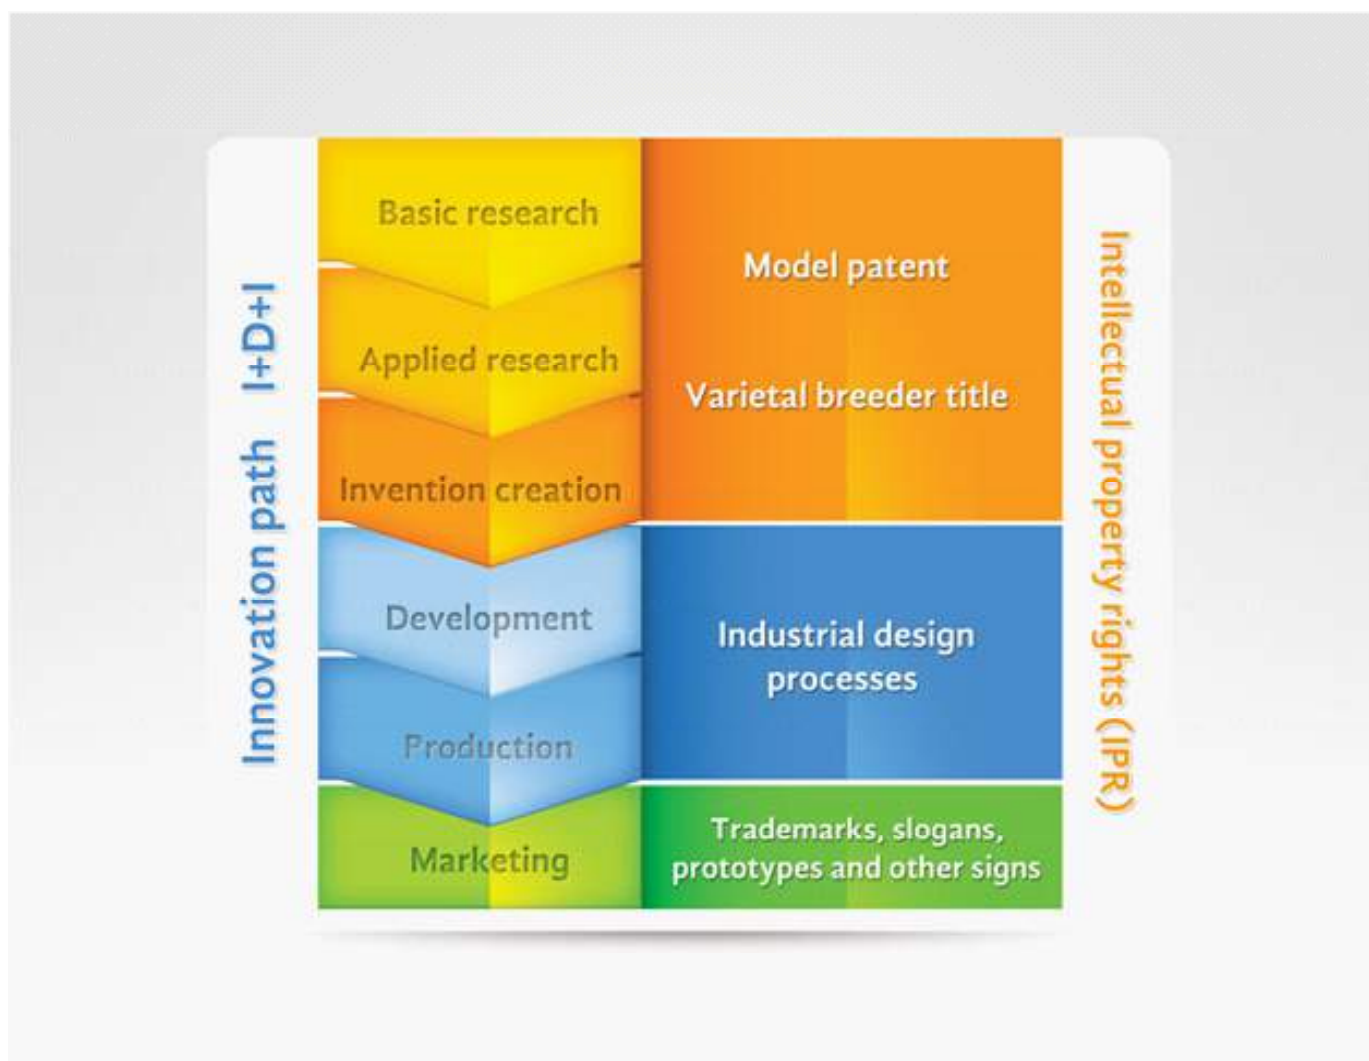 Innovation path I+D+I
Basic research
Applied research
Invention creation
Development
Production
Marketing
Model patent
Varietal breeder title
Industrial design
processes
Trademarks, slogans,
prototypes and other signs
Intellectual property rights (IPR)